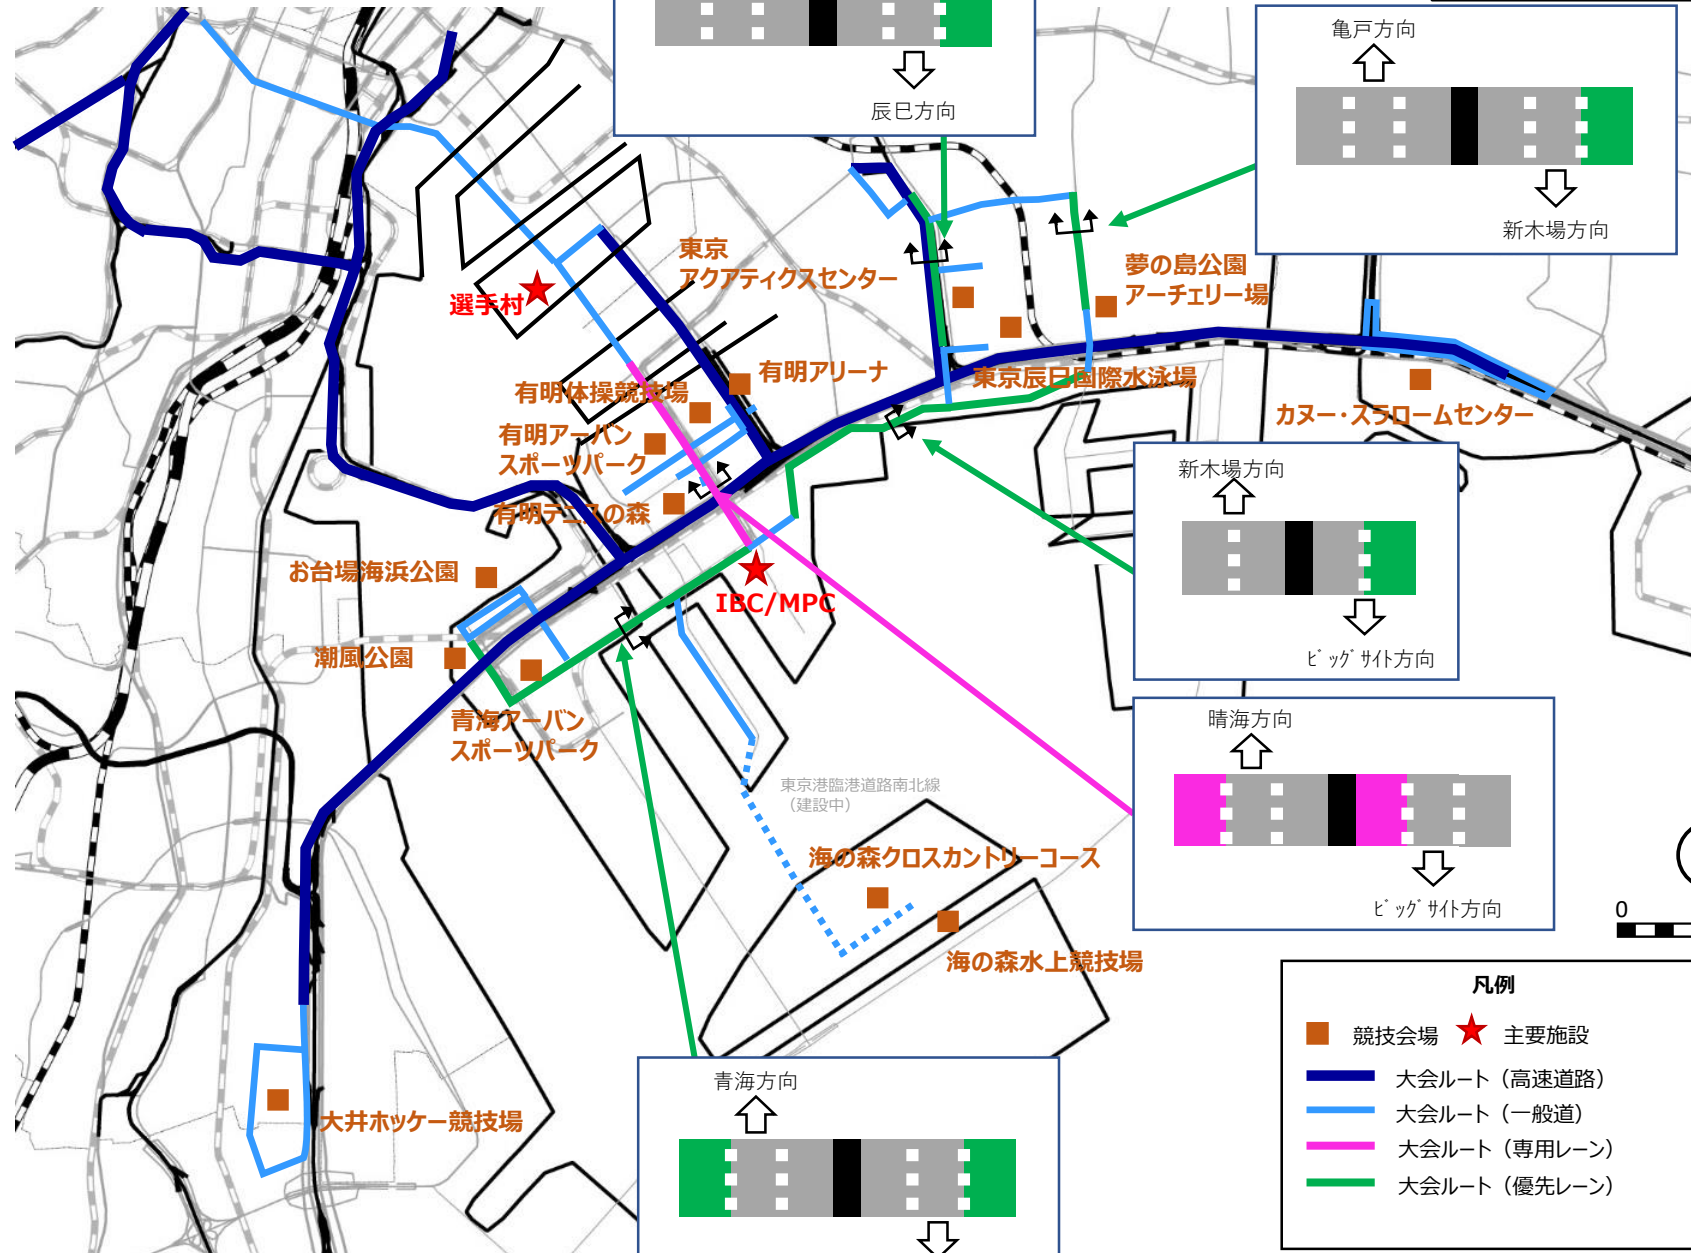 辰巳方向
亀戸方向
新木場方向
東京
アクアティクスセンター
夢の島公園
アーチェリー場
選手村
有明アリーナ
東京辰巳国際水泳場
有明体操競技場
カヌー・スラロームセンター
有明アーバン
スポーツパーク
新木場方向
有明テニスの森
お台場海浜公園
IBC/MPC
潮風公園
ﾋﾞｯｸﾞｻｲﾄ方向
青海アーバン
スポーツパーク
晴海方向
東京港臨港道路南北線
（建設中）
海の森クロスカントリーコース
ﾋﾞｯｸﾞｻｲﾄ方向
0
海の森水上競技場
凡例
競技会場 主要施設
大会ルート（高速道路）
大会ルート（一般道）
大会ルート（専用レーン）
大会ルート（優先レーン）
青海方向
大井ホッケー競技場